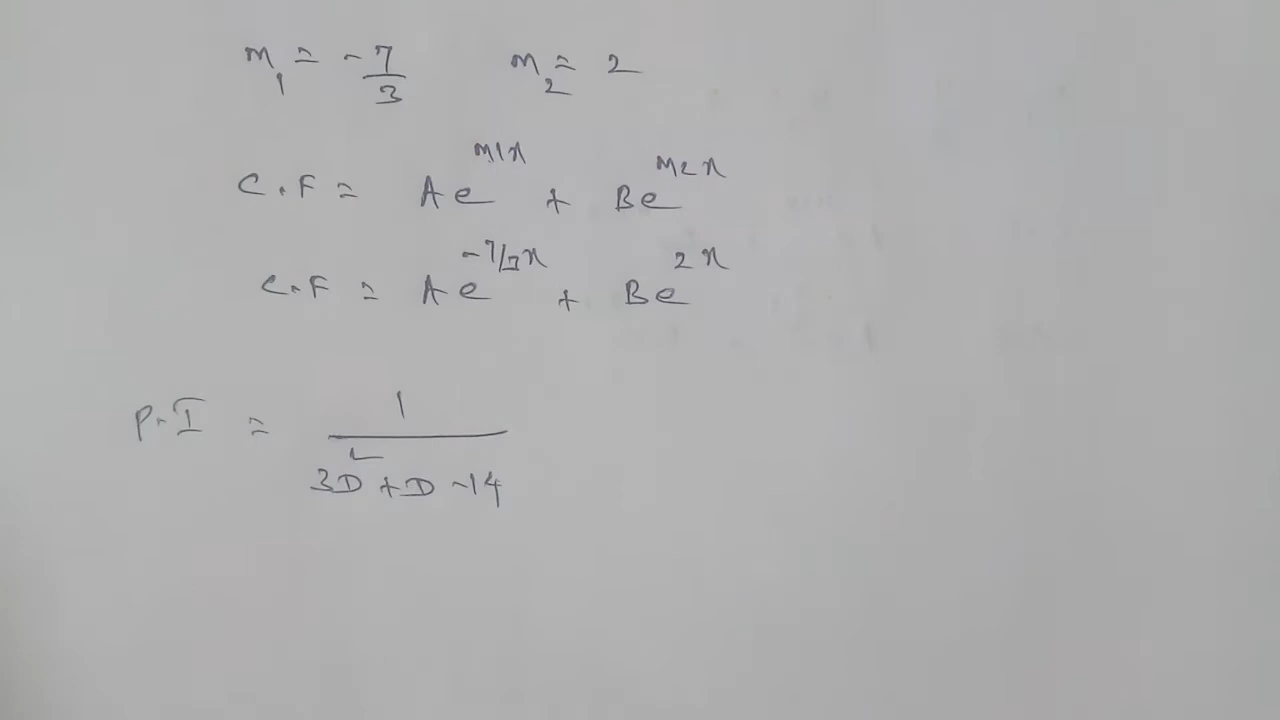 m₁ = -7/3 m₂ = 2
C.F = Ae^{m1x} + Be^{m2x}
C.F = Ae^{-7/3x} + Be^{2x}
P.I = 1/(3D²+D-14)